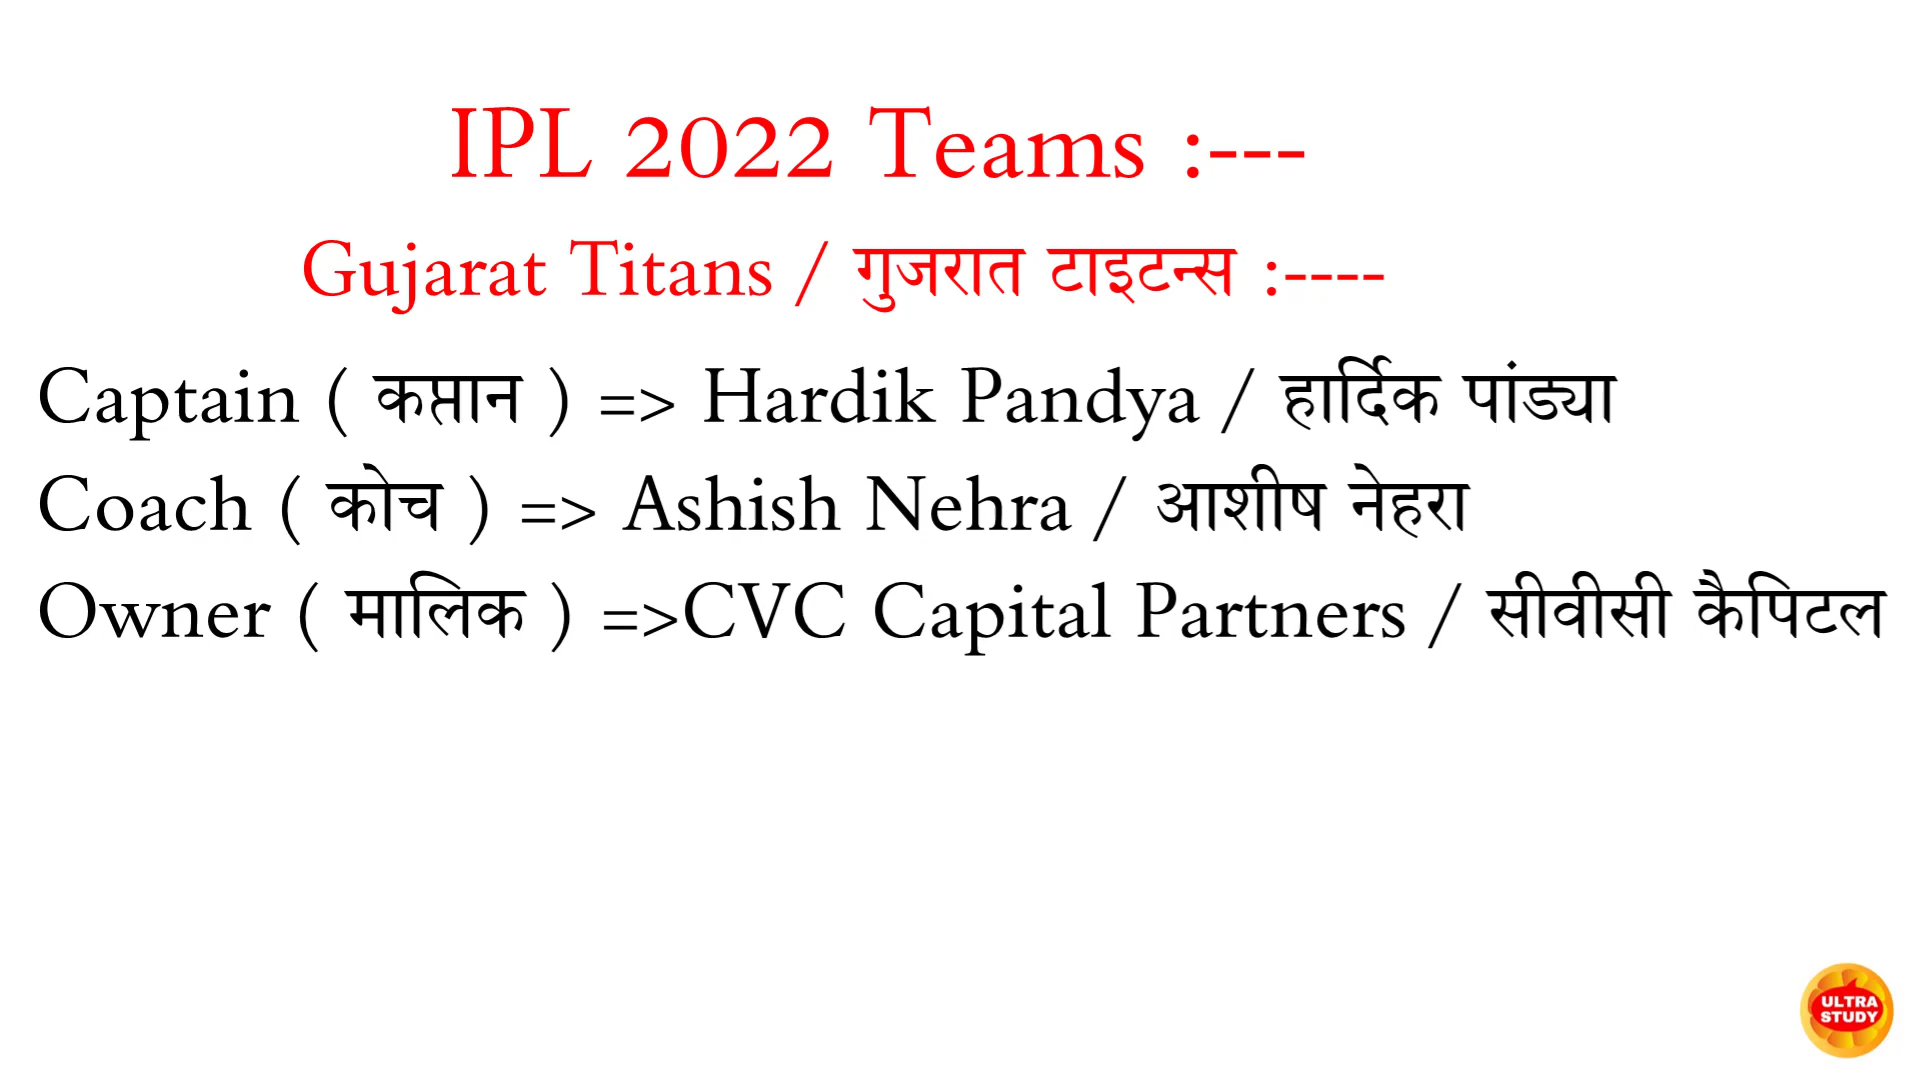 IPL 2022 Teams :---
Gujarat Titans / गुजरात टाइटन्स :----
Captain ( कप्तान ) => Hardik Pandya / हार्दिक पांड्या
Coach ( कोच ) => Ashish Nehra / आशीष नेहरा
Owner ( मालिक ) =>CVC Capital Partners / सीवीसी कैपिटल
ULTRA
STUDY